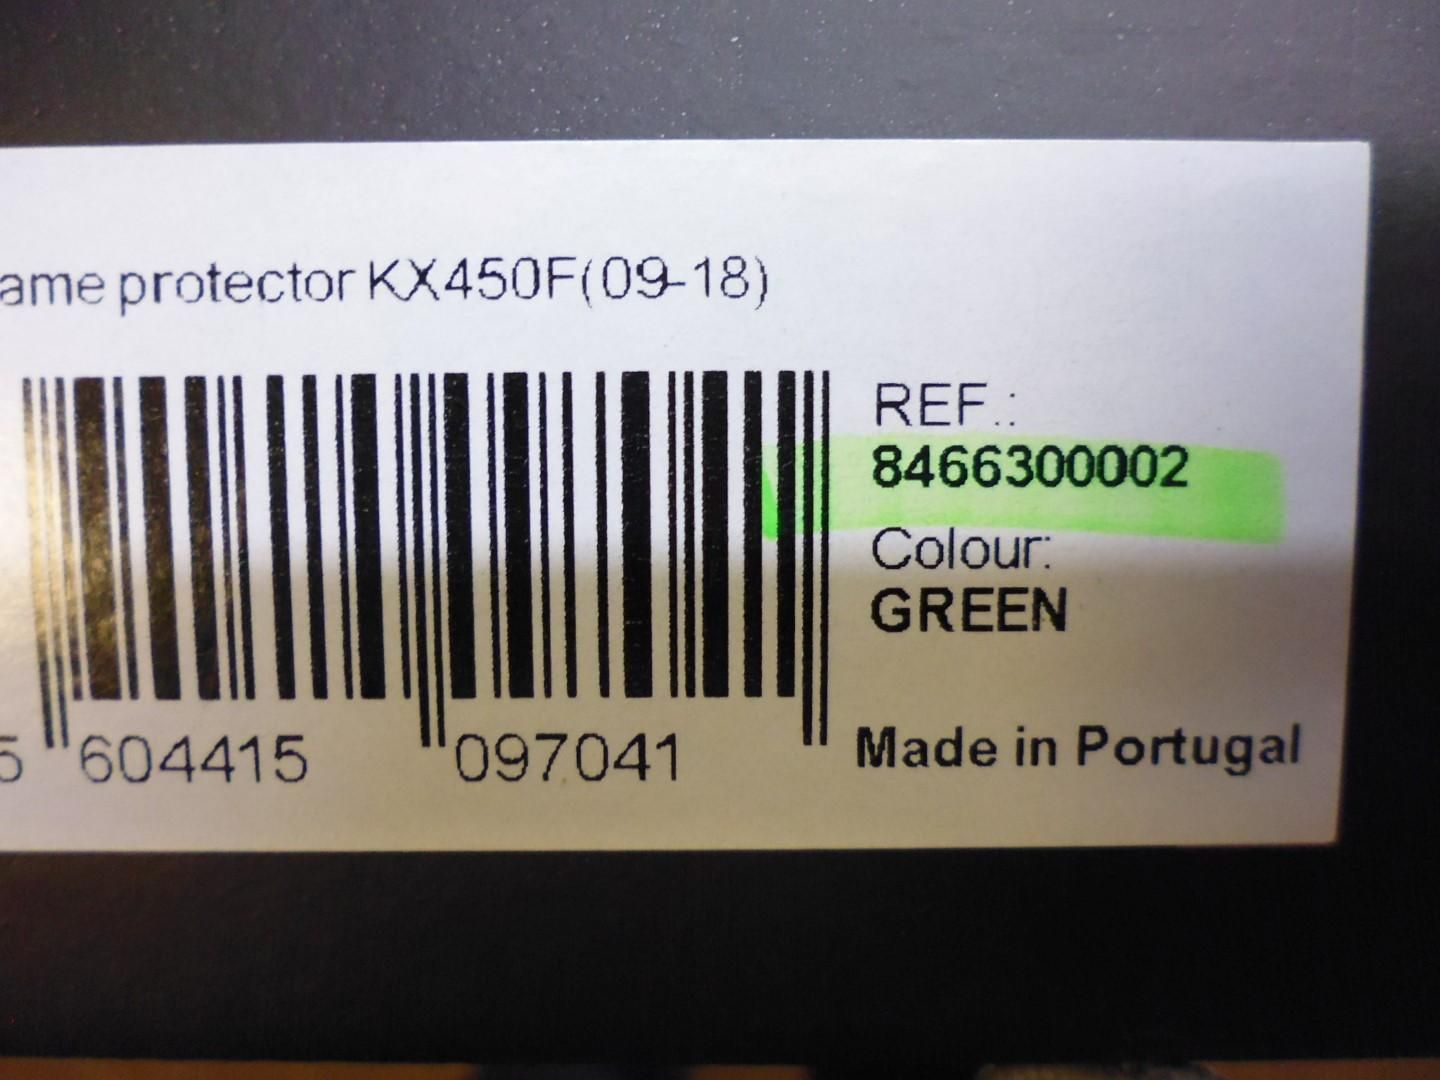 ame protector KX450F(09-18)
REF.:
8466300002
Colour:
GREEN
5 604415 097041
Made in Portugal